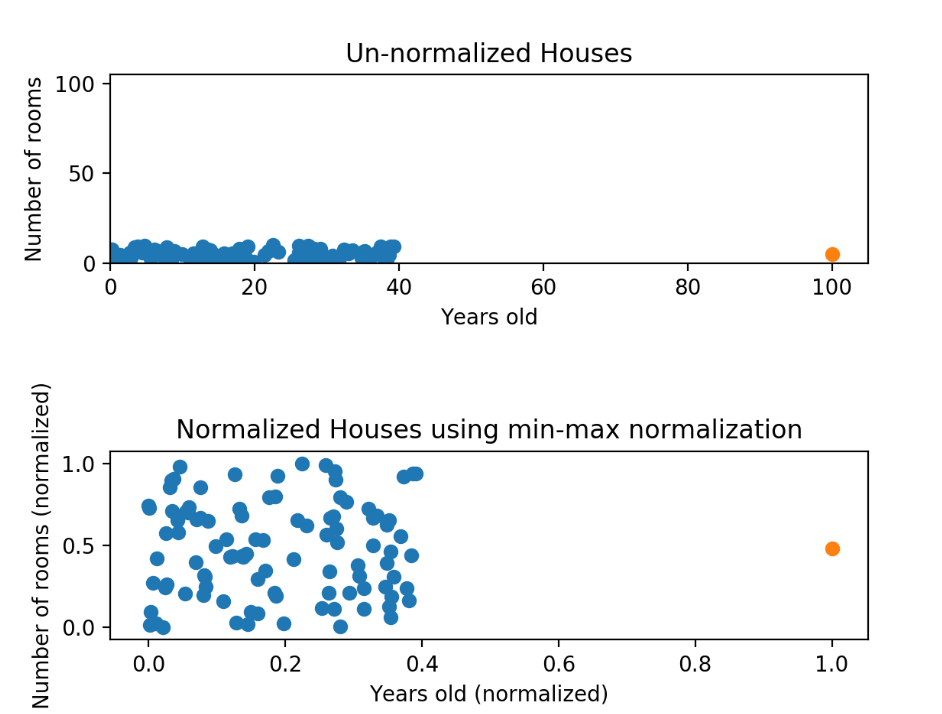 Un-normalized Houses
Number of rooms
100
50
0
0 20 40 60 80 100
Years old
Normalized Houses using min-max normalization
Number of rooms (normalized)
1.0
0.5
0.0
0.0 0.2 0.4 0.6 0.8 1.0
Years old (normalized)